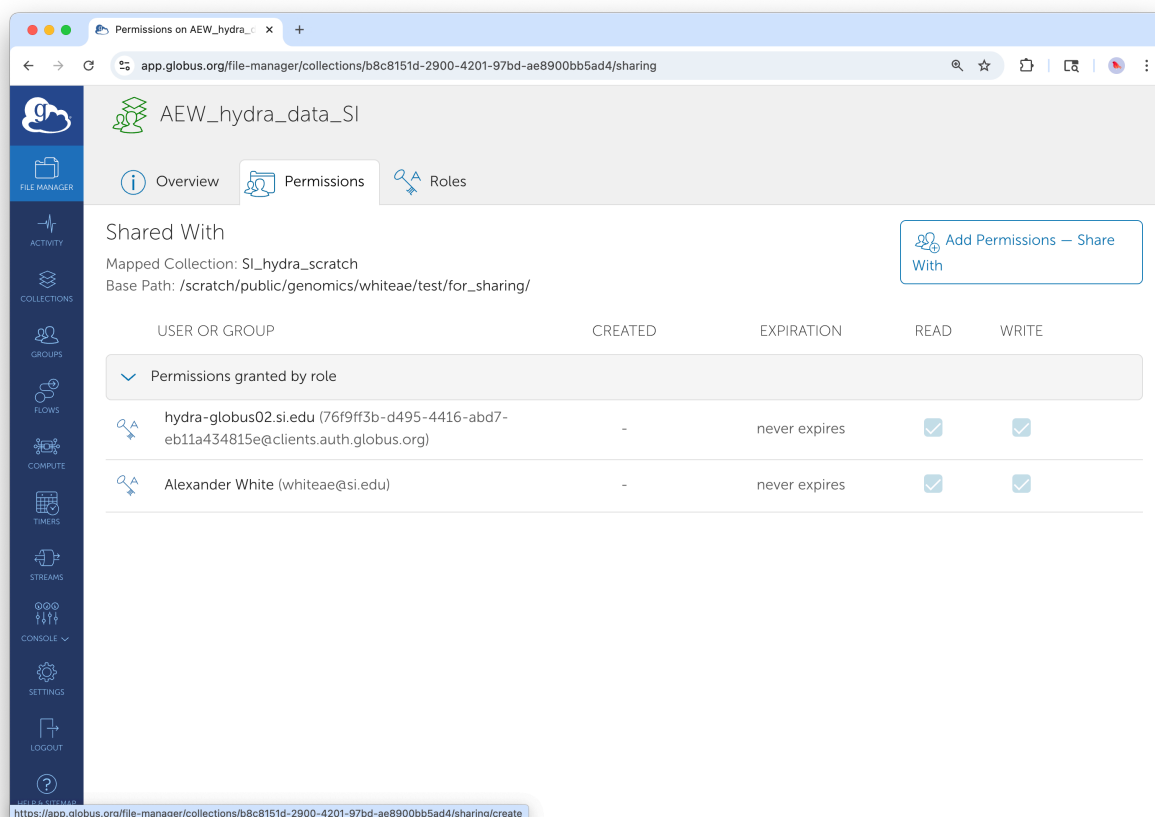 Permissions on AEW_hydra_d
app.globus.org/file-manager/collections/b8c8151d-2900-4201-97bd-ae8900bb5ad4/sharing
g
AEW_hydra_data_SI
FILE MANAGER
Overview
Permissions
Roles
ACTIVITY
COLLECTIONS
GROUPS
FLOWS
COMPUTE
TIMERS
STREAMS
CONSOLE
SETTINGS
LOGOUT
HELP & SITEMAP
Shared With
Add Permissions — Share
With
Mapped Collection: SI_hydra_scratch
Base Path: /scratch/public/genomics/whiteae/test/for_sharing/
USER OR GROUP CREATED EXPIRATION READ WRITE
Permissions granted by role
hydra-globus02.si.edu (76f9ff3b-d495-4416-abd7-
eb11a434815e@clients.auth.globus.org)
- never expires
Alexander White (whiteae@si.edu) - never expires
https://app.globus.org/file-manager/collections/b8c8151d-2900-4201-97bd-ae8900bb5ad4/sharing/create